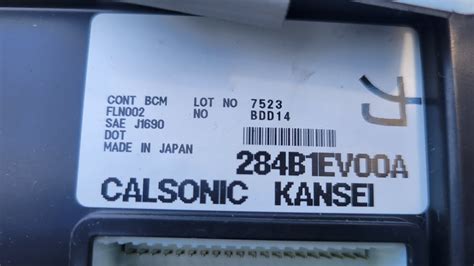 CONT BCM LOT NO 7523
FLN002 NO BDD14
SAE J1690
DOT
MADE IN JAPAN
284B1EV00A
CALSONIC KANSEI